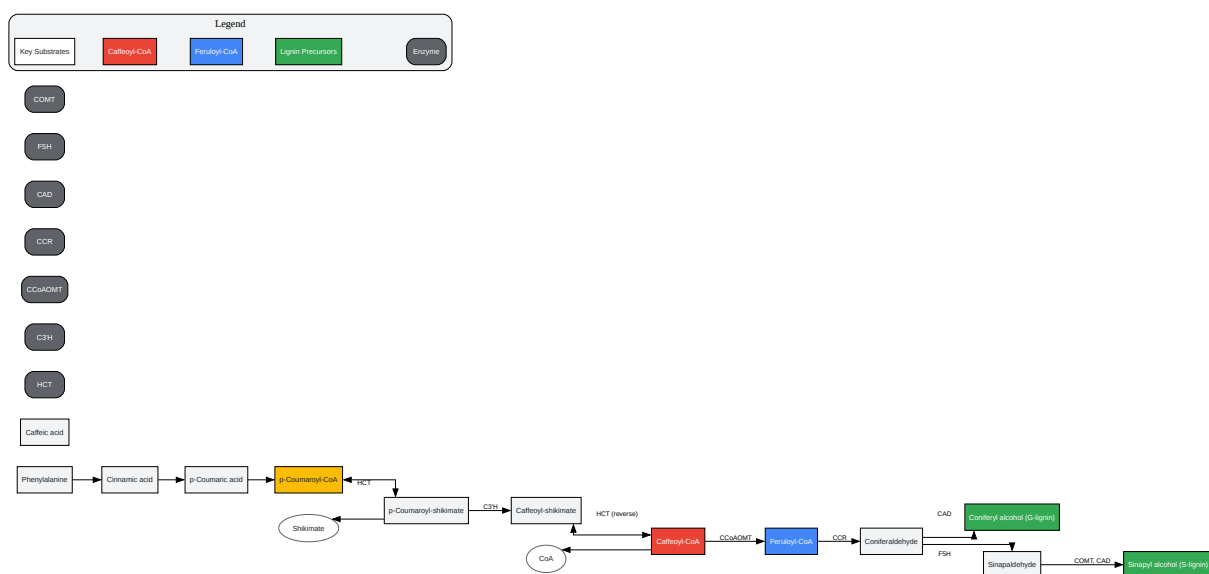 Legend
Key Substrates
Caffeoyl-CoA
Feruloyl-CoA
Lignin Precursors
Enzyme
COMT
F5H
CAD
CCR
CCoAOMT
C3'H
HCT
Caffeic acid
Phenylalanine
Cinnamic acid
p-Coumaric acid
p-Coumaroyl-CoA
HCT
p-Coumaroyl-shikimate
C3'H
Caffeoyl-shikimate
HCT (reverse)
CAD
Coniferyl alcohol (G-lignin)
Shikimate
Caffeoyl-CoA
CCoAOMT
Feruloyl-CoA
CCR
Coniferaldehyde
CoA
F5H
Sinapaldehyde
COMT, CAD
Sinapyl alcohol (S-lignin)